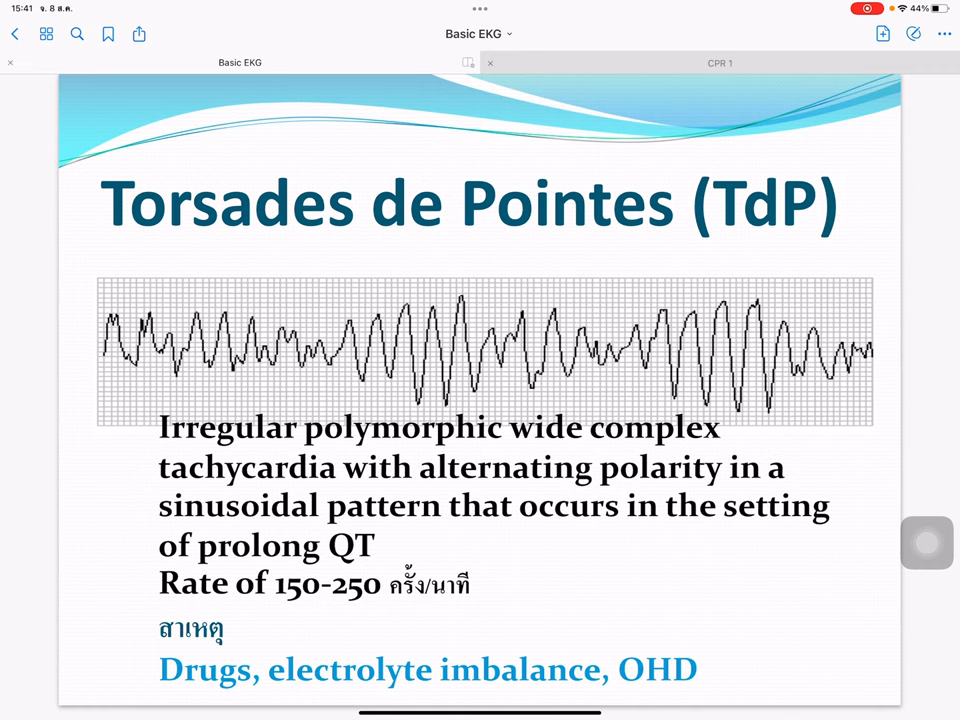 15:41 จ. 8 ส.ค.
44%
Basic EKG
Basic EKG
CPR 1
Torsades de Pointes (TdP)
Irregular polymorphic wide complex
tachycardia with alternating polarity in a
sinusoidal pattern that occurs in the setting
of prolong QT
Rate of 150-250 ครั้ง/นาที
สาเหตุ
Drugs, electrolyte imbalance, OHD